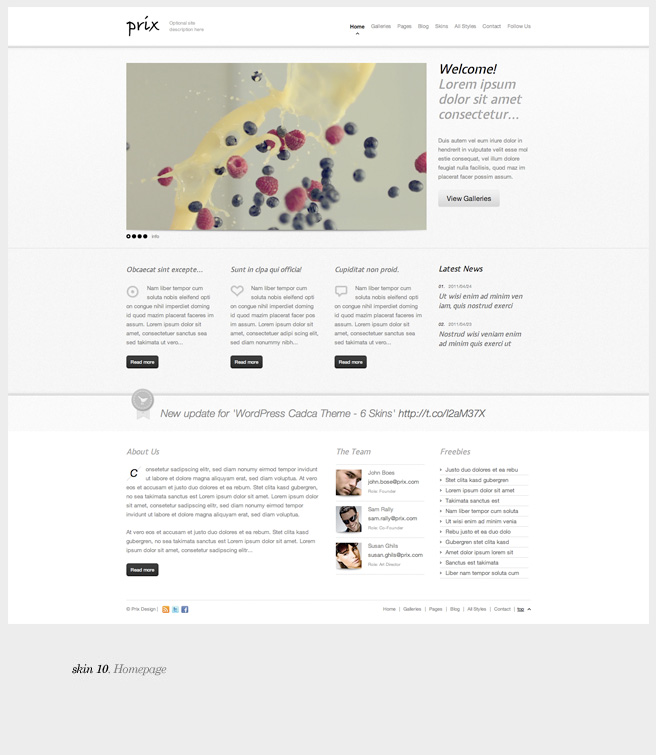 prix
Optional site
description here
Home Galleries Pages Blog Skins All Styles Contact Follow Us
Welcome!
Lorem ipsum
dolor sit amet
consectetur...
Duis autem vel eum iriure dolor in
hendrerit in vulputate velit esse mol
estie consequat, vel illum dolore
feugiat nulla facilisis, quod maz im
placerat facer possim assum.
View Galleries
Info
Obcaecat sint excepte...
Nam liber tempor cum
soluta nobis eleifend opti
on congue nihil imperdiet doming
id quod mazim placerat faceres im
assum. Lorem ipsum dolor sit
amet, consectetuer sanctus sea
sed takimata ut vero...
Read more
Sunt in clpa qui official
Nam liber tempor cum
soluta nobis eleifend opti
on congue nihil imperdiet doming
id quod mazim placerat facer pos
im assum. Lorem ipsum dolor sit
amet, consectetuer adipisc ing elit,
sed diam nonummy nibh...
Read more
Cupiditat non proid.
Nam liber tempor cum
soluta nobis eleifend opti
on congue nihil imperdiet doming
id quod mazim placerat facer pos
assum. Lorem ipsum dolor sit
amet, consectetuer sanctus sea
sed takimata ut vero...
Read more
Latest News
01. 2011/04/24
Ut wisi enim ad minim ven
iam, quis nostrud exerci
02. 2011/04/23
Nostrud wisi veniam enim
ad minim quis exerci ut
New update for 'WordPress Cadca Theme - 6 Skins' http://t.co/I2aM37X
About Us
Consetetur sadipscing elitr, sed diam nonumy eirmod tempor invidunt
ut labore et dolore magna aliquyam erat, sed diam voluptua. At vero
eos et accusam et justo duo dolores et ea rebum. Stet clita kasd gubergren,
no sea takimata sanctus est Lorem ipsum dolor sit amet. Lorem ipsum dolor
sit amet, consetetur sadipscing elitr, sed diam nonumy eirmod tempor
invidunt ut labore et dolore magna aliquyam erat, sed diam voluptua.
At vero eos et accusam et justo duo dolores et ea rebum. Stet clita kasd
gubergren, no sea takimata sanctus est Lorem ipsum dolor sit amet. Lorem
ipsum dolor sit amet, consetetur sadipscing elitr...
Read more
The Team
John Boes
john.bose@prix.com
Role: Founder
Sam Rally
sam.rally@prix.com
Role: Co-Founder
Susan Ghils
susan.ghils@prix.com
Role: Art Director
Freebies
Justo duo dolores et ea rebu
Stet clita kasd gubergren
Lorem ipsum dolor sit amet
Takimata sanctus est
Nam liber tempor cum soluta
Ut wisi enim ad minim venia
Rebu justo et ea duo dolo
Gubergren stet clita kasd
Amet dolor ipsum lorem sit
Sanctus est takimata
Liber nam tempor soluta cum
© Prix Design |
Home | Galleries | Pages | Blog | All Styles | Contact | top
skin 10. Homepage